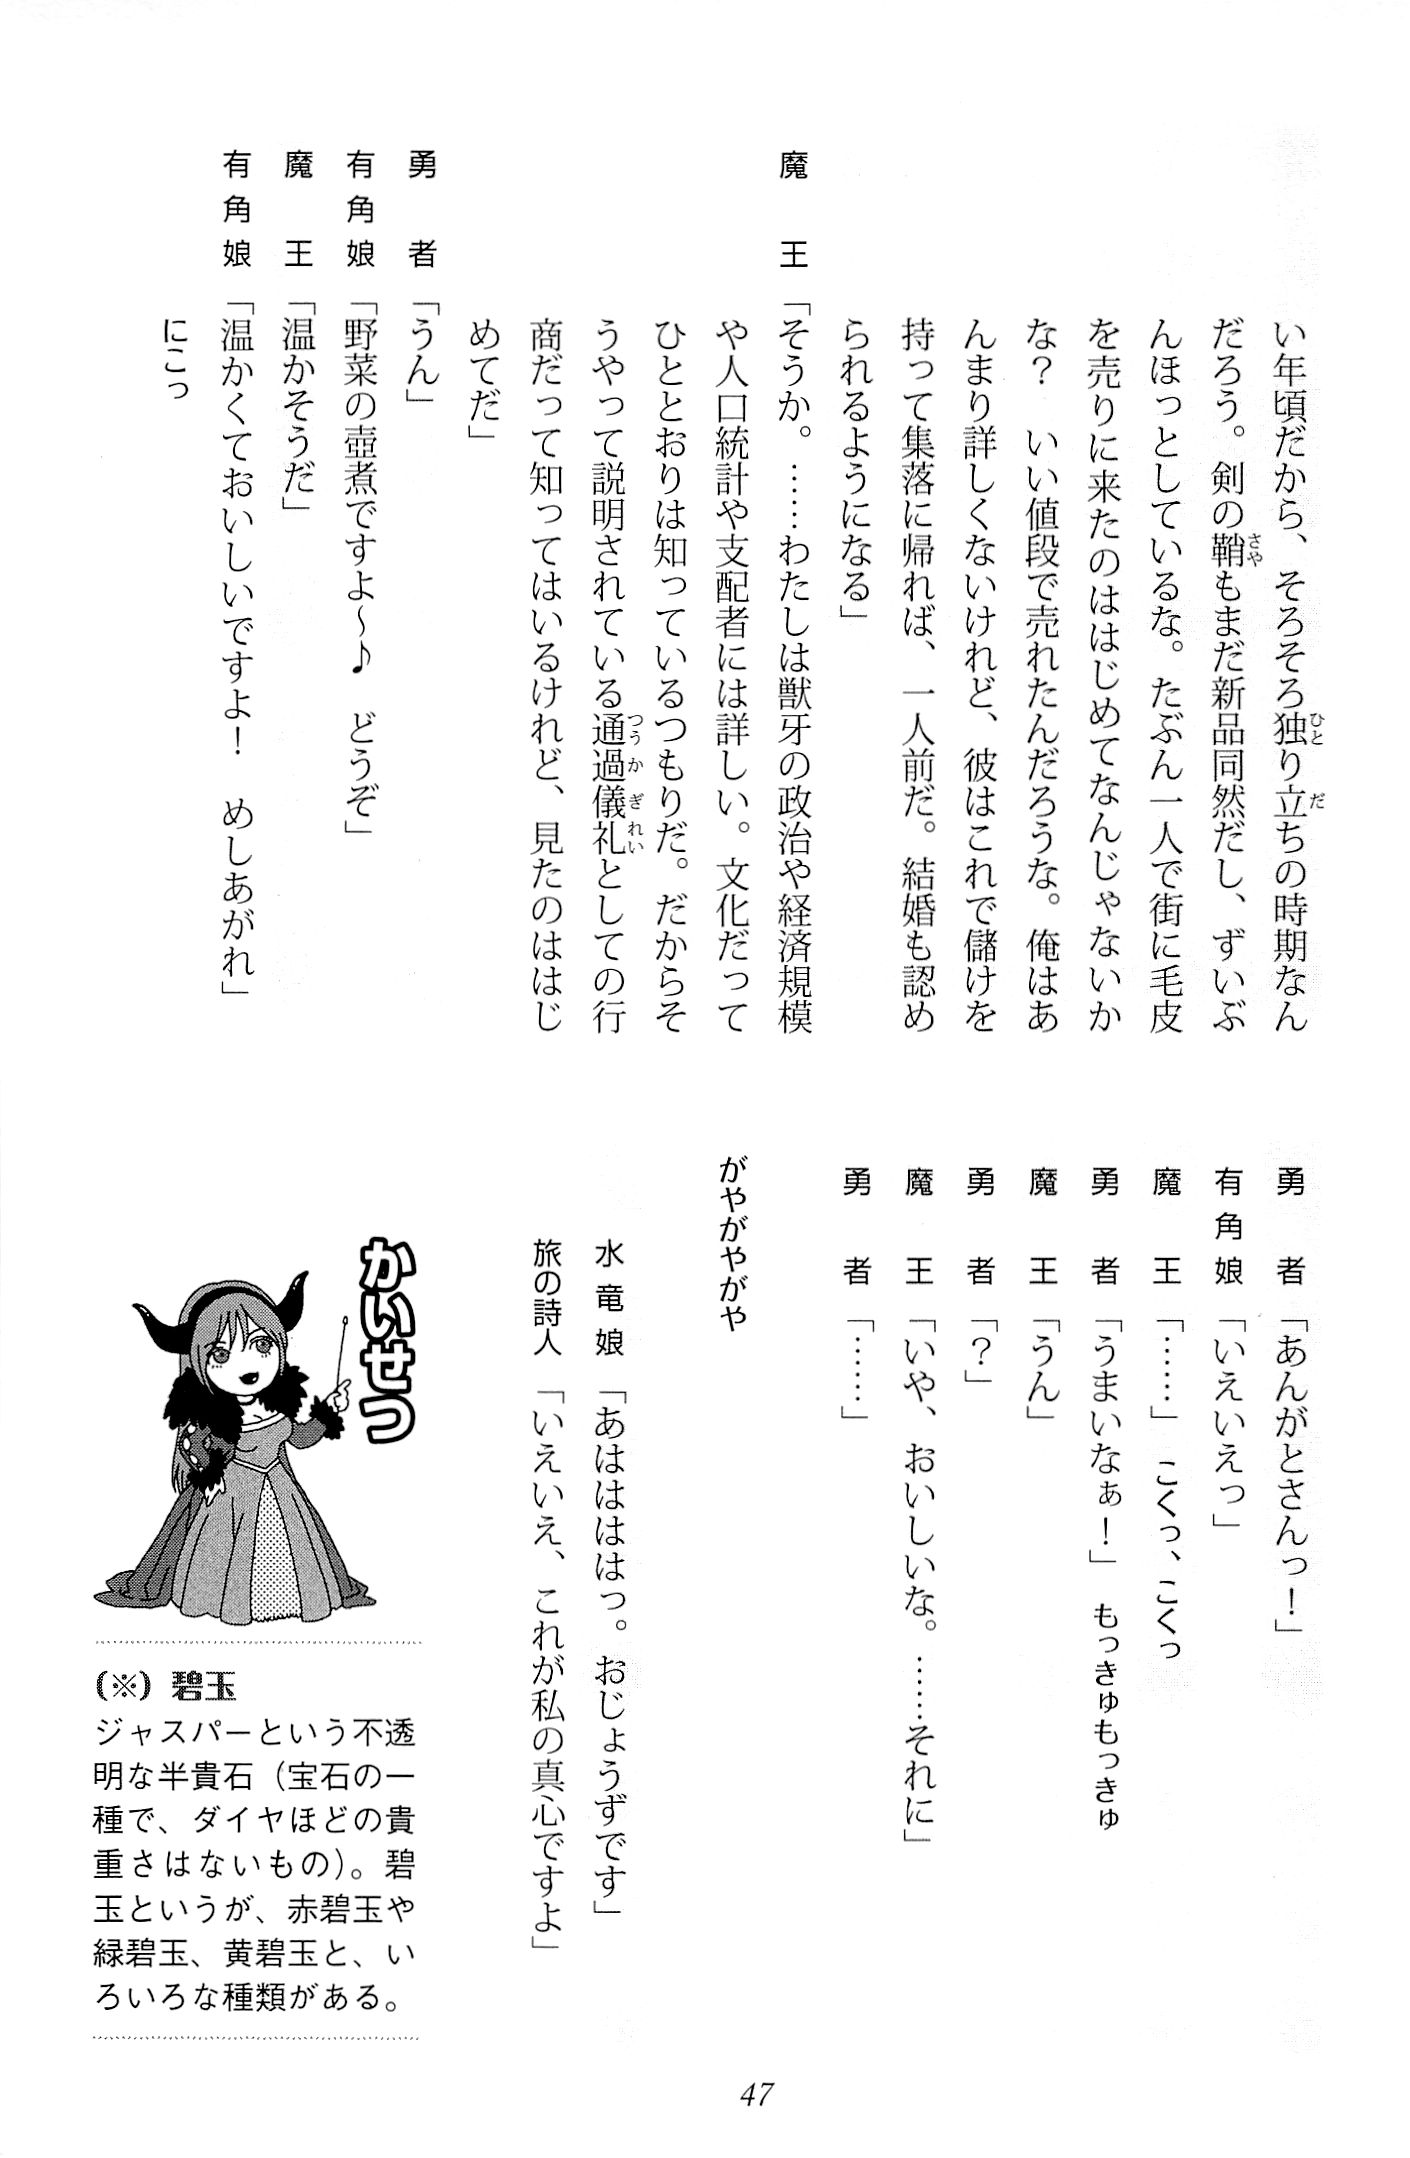 い年頃だから、そろそろ独り立ちの時期なん
だろう。剣の鞘もまだ新品同然だし、ずいぶ
んほっとしているな。たぶん一人で街に毛皮
を売りに来たのははじめてなんじゃないか
な？　いい値段で売れたんだろうな。俺はあ
んまり詳しくないけれど、彼はこれで儲けを
持って集落に帰れば、一人前だ。結婚も認め
られるようになる」
魔王「そうか。……わたしは獣牙の政治や経済規模
や人口統計や支配者には詳しい。文化だって
ひととおりは知っているつもりだ。だからそ
うやって説明されている通過儀礼としての行
商だって知ってはいるけれど、見たのははじ
めてだ」
勇者「うん」
有角娘「野菜の壺煮ですよ～♪　どうぞ」
魔王「温かそうだ」
有角娘「温かくておいしいですよ！　めしあがれ」
にこっ
勇者「あんがとさんっ！」
有角娘「いえいえっ」
魔王「……」こくっ、こくっ
勇者「うまいなぁ！」もっきゅもっきゅ
魔王「うん」
勇者「？」
魔王「いや、おいしいな。……それに」
勇者「……」
がやがやがや
水竜娘「あはははっ。おじょうずです」
旅の詩人「いえいえ、これが私の真心ですよ」
かいせつ
（※）碧玉
ジャスパーという不透
明な半貴石（宝石の一
種で、ダイヤほどの貴
重さはないもの）。碧
玉というが、赤碧玉や
緑碧玉、黄碧玉と、い
ろいろな種類がある。
47